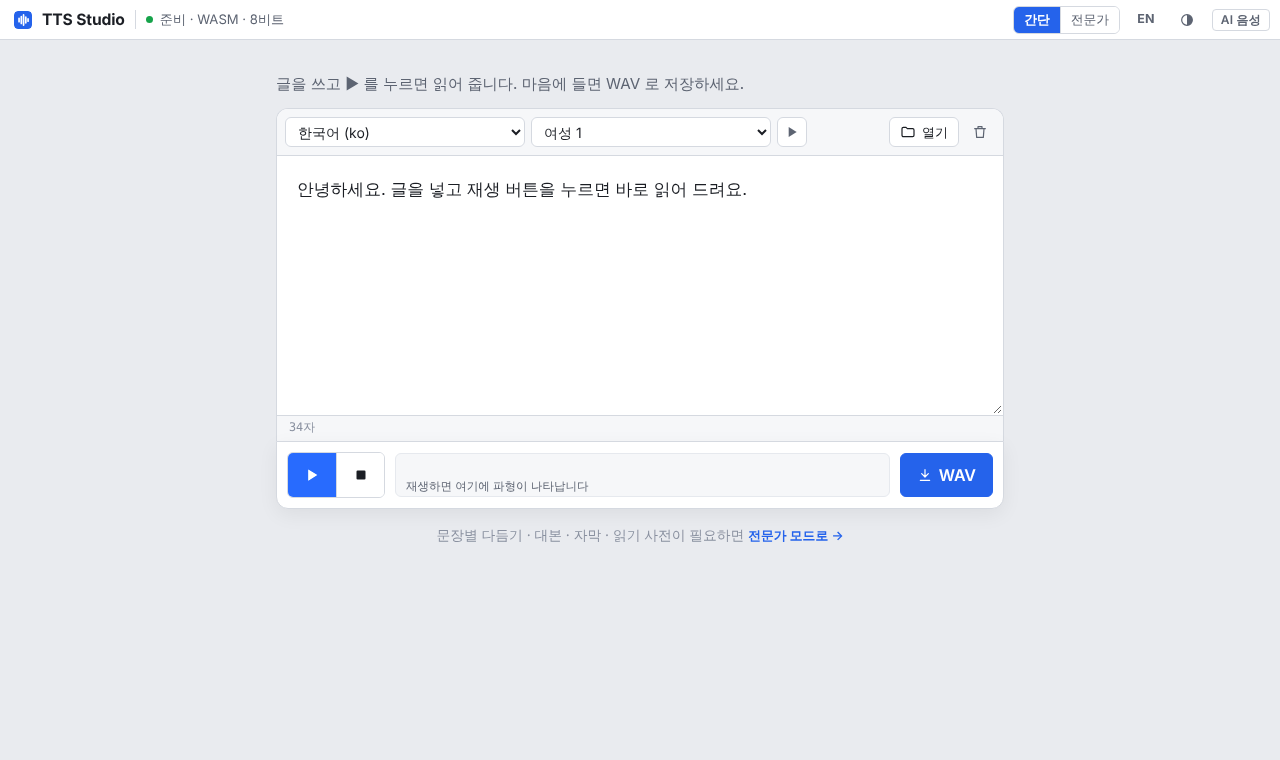 TTS Studio
준비 · WASM · 8비트
간단
전문가
EN
AI 음성
글을 쓰고 ▶ 를 누르면 읽어 줍니다. 마음에 들면 WAV 로 저장하세요.
한국어 (ko)
여성 1
열기
안녕하세요. 글을 넣고 재생 버튼을 누르면 바로 읽어 드려요.
34자
재생하면 여기에 파형이 나타납니다
WAV
문장별 다듬기 · 대본 · 자막 · 읽기 사전이 필요하면 전문가 모드로 →